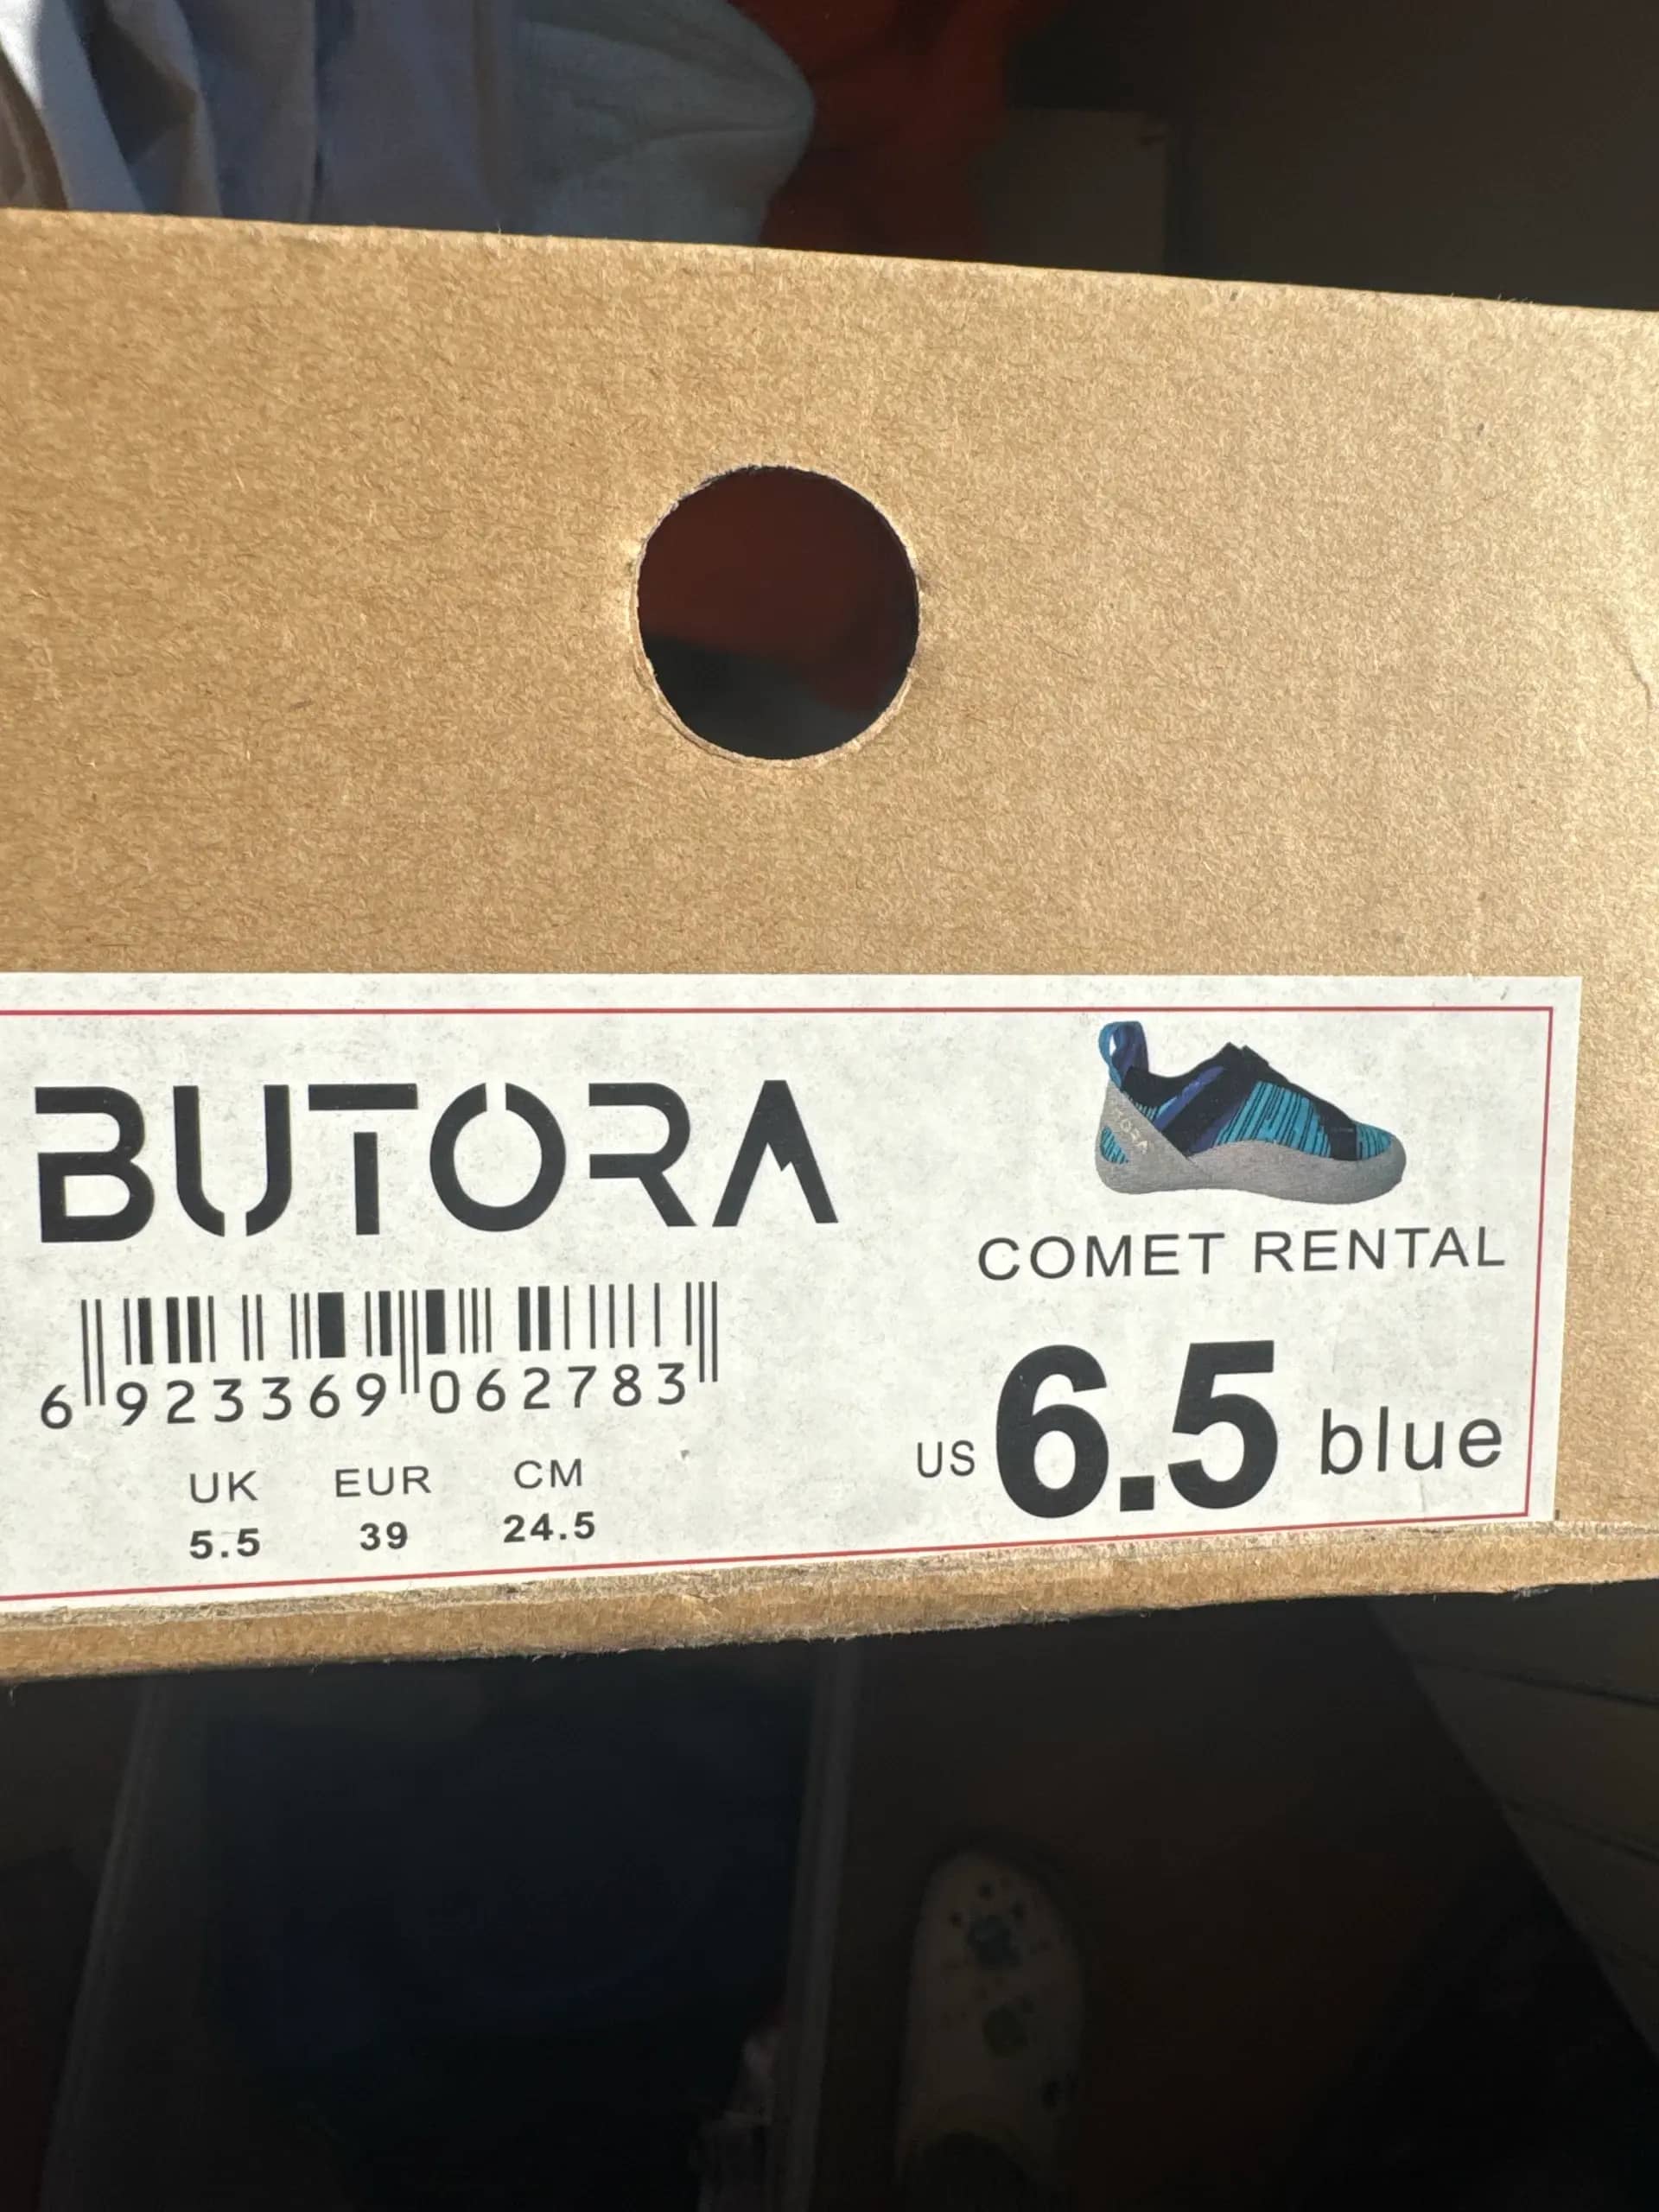 BUTORA
COMET RENTAL
6 923369 062783
US 6.5 blue
UK EUR CM
5.5 39 24.5